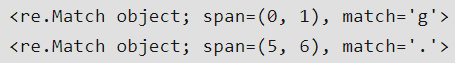 <re.Match object; span=(0, 1), match='g'>
<re.Match object; span=(5, 6), match='.'>